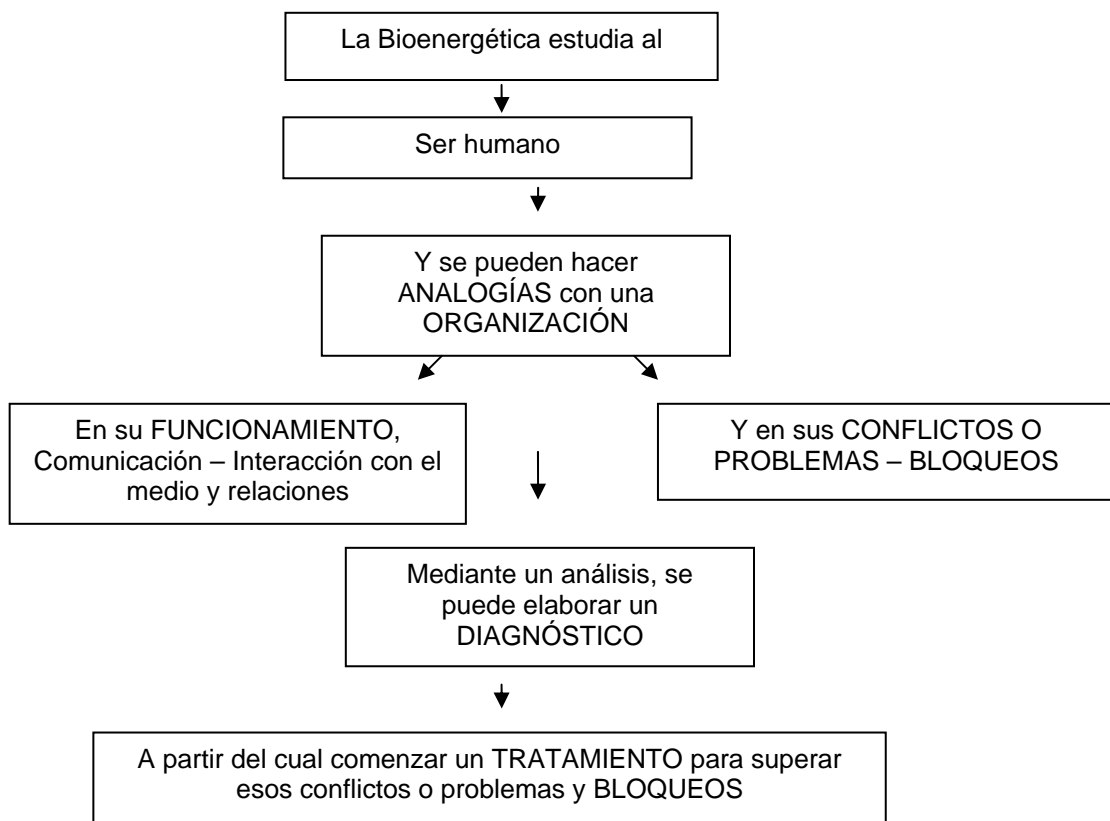 La Bioenergética estudia al
Ser humano
Y se pueden hacer
ANALOGÍAS con una
ORGANIZACIÓN
En su FUNCIONAMIENTO,
Comunicación – Interacción con el
medio y relaciones
Y en sus CONFLICTOS O
PROBLEMAS – BLOQUEOS
Mediante un análisis, se
puede elaborar un
DIAGNÓSTICO
A partir del cual comenzar un TRATAMIENTO para superar
esos conflictos o problemas y BLOQUEOS